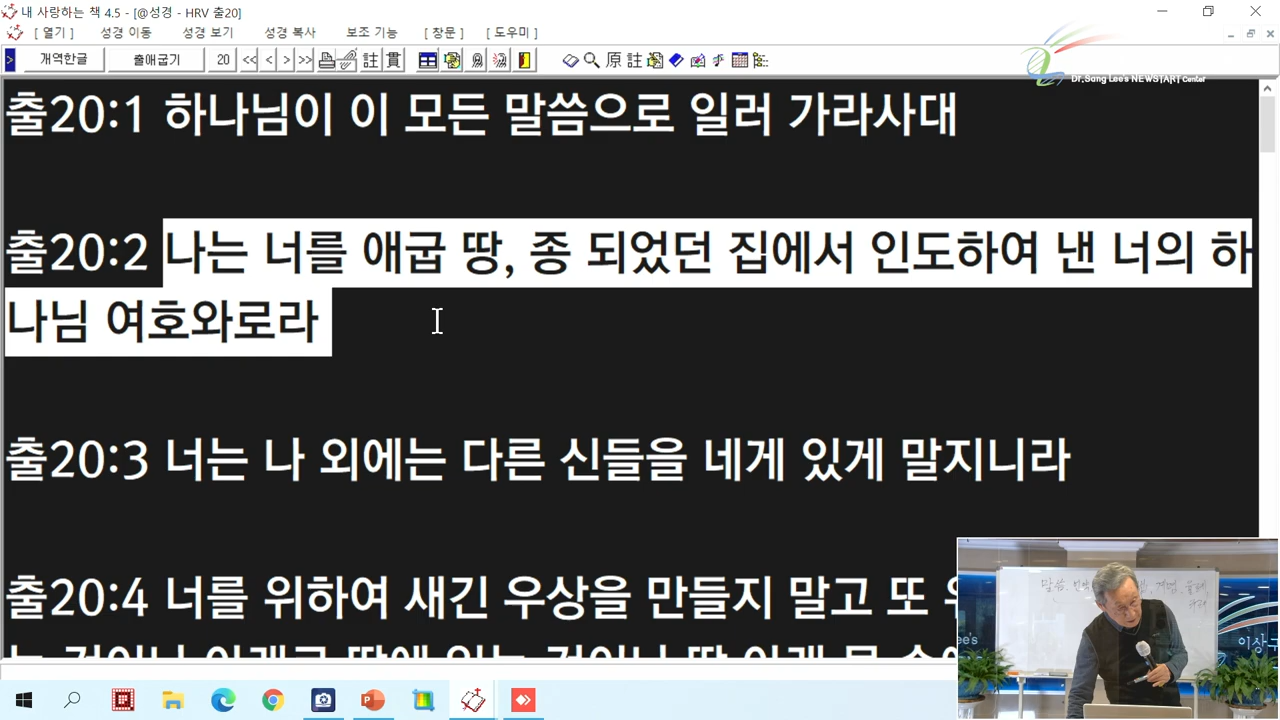 내 사랑하는 책 4.5 - [@성경 - HRV 출20]
[ 열기 ] 성경 이동 성경 보기 성경 복사 보조 기능 [ 창문 ] [ 도우미 ]
개역한글 출애굽기 20 << < > >> 註 貫 原 註
Dr.Sang Lee's NEWSTART Center
출20:1 하나님이 이 모든 말씀으로 일러 가라사대
출20:2 나는 너를 애굽 땅, 종 되었던 집에서 인도하여 낸 너의 하
나님 여호와로라
출20:3 너는 나 외에는 다른 신들을 네게 있게 말지니라
출20:4 너를 위하여 새긴 우상을 만들지 말고 또
말씀
이상구